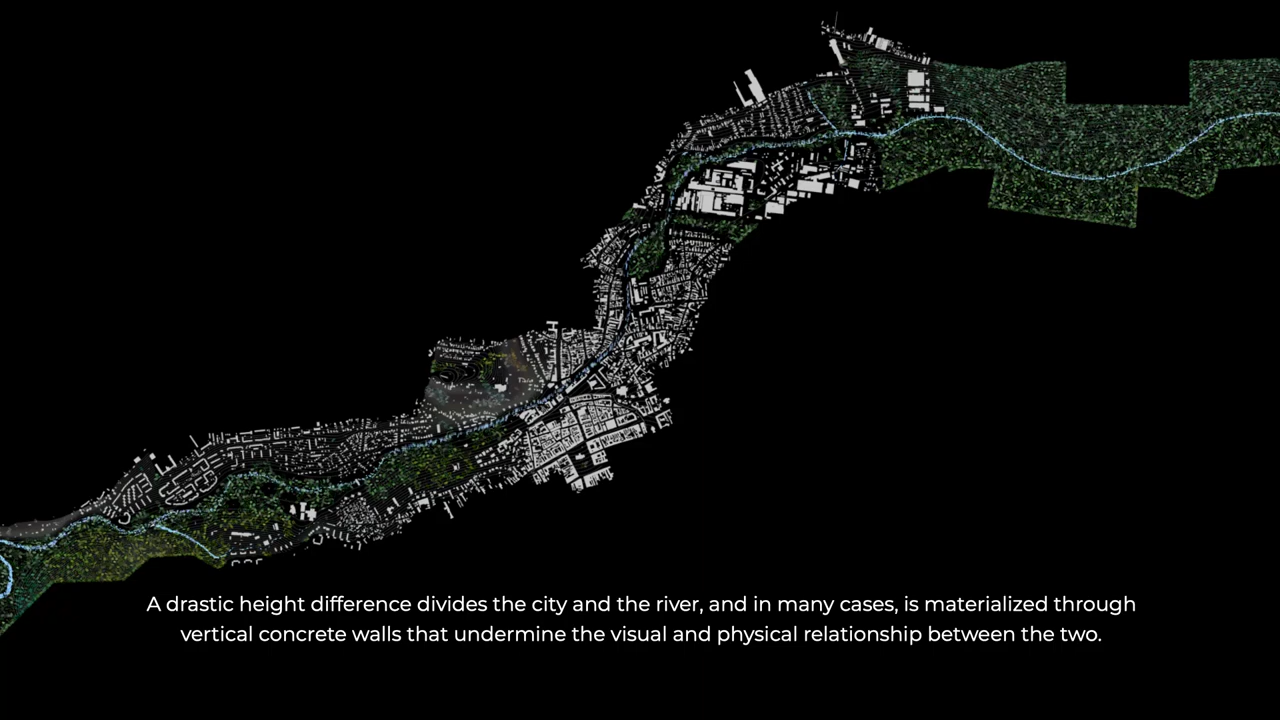 A drastic height difference divides the city and the river, and in many cases, is materialized through
vertical concrete walls that undermine the visual and physical relationship between the two.